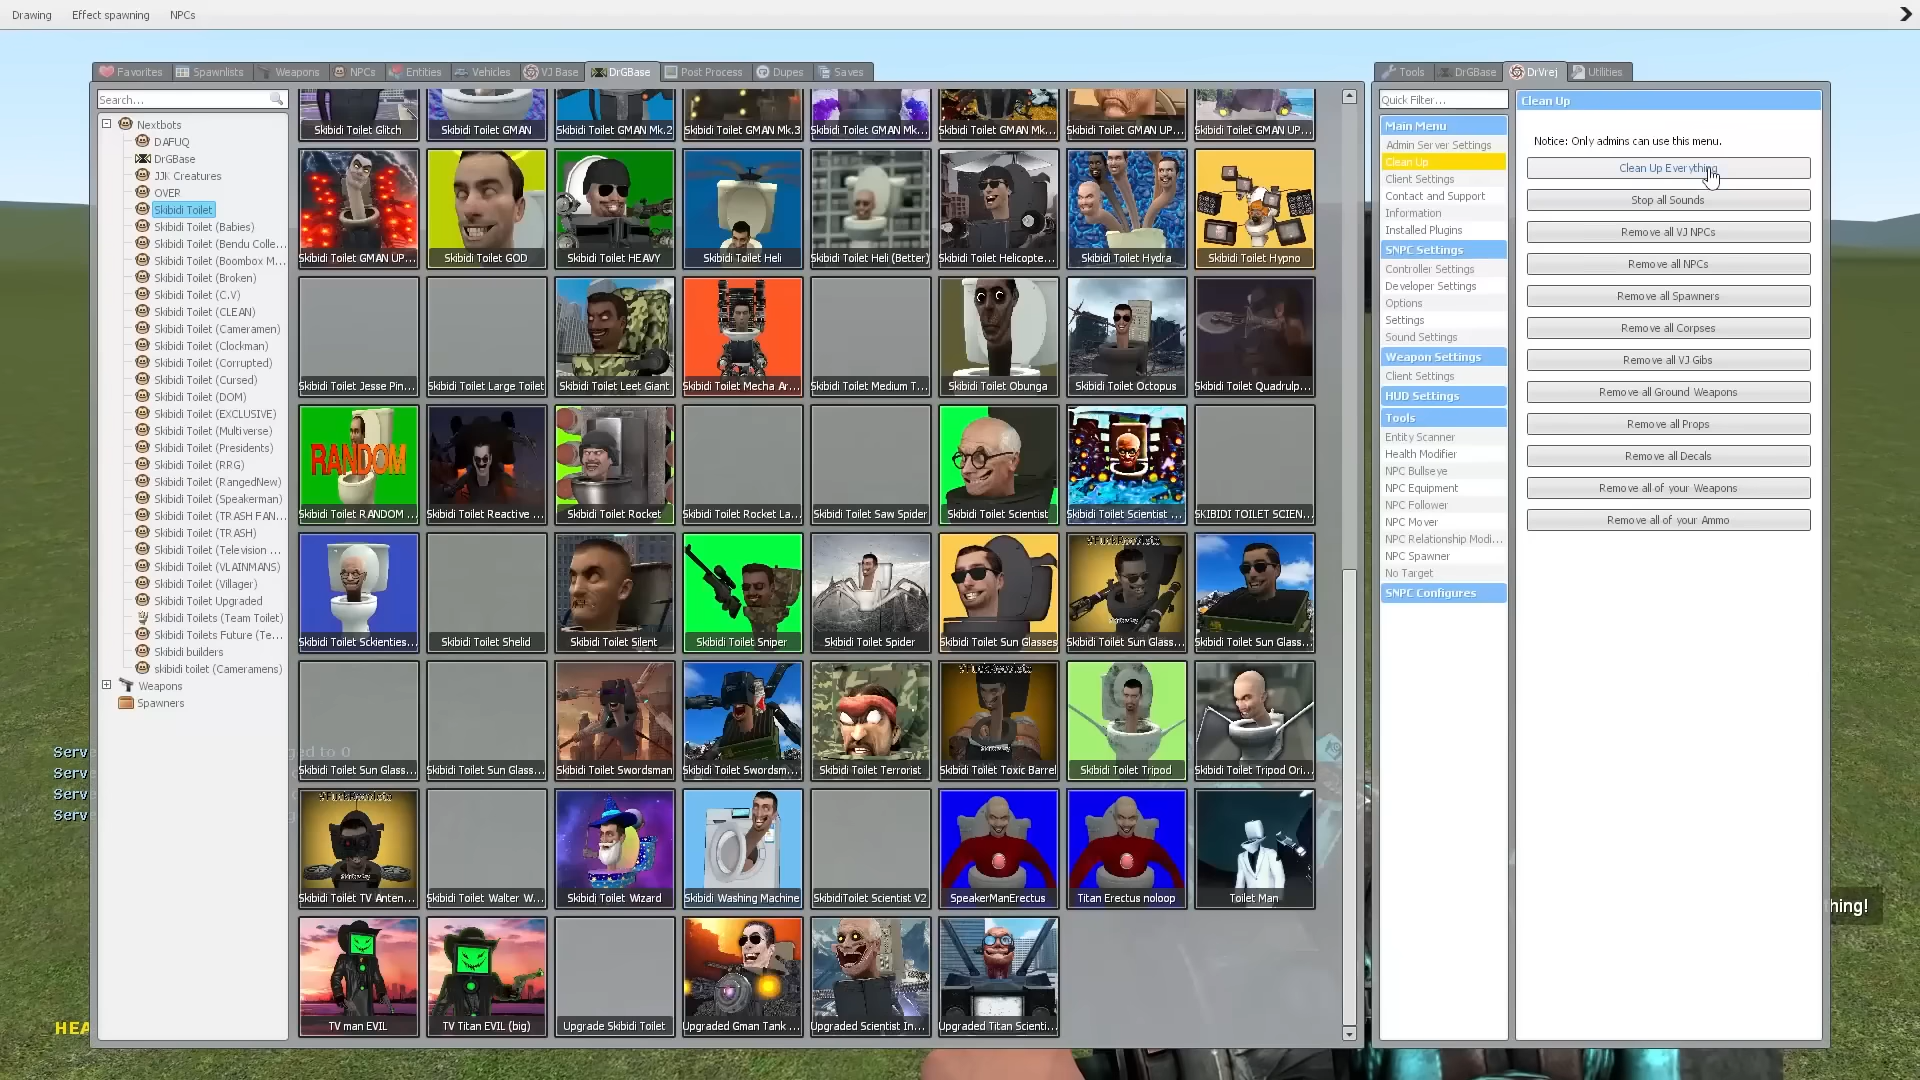 Drawing Effect spawning NPCs
Favorites Spawnlists Weapons NPCs Entities Vehicles VJ Base DrGBase Post Process Dupes Saves
Search...
Nextbots
DAFUQ
DrGBase
JJK Creatures
OVER
Skibidi Toilet
Skibidi Toilet (Babies)
Skibidi Toilet (Bendu Colle...
Skibidi Toilet (Boombox M...
Skibidi Toilet (Broken)
Skibidi Toilet (C.V)
Skibidi Toilet (CLEAN)
Skibidi Toilet (Cameramen)
Skibidi Toilet (Clockman)
Skibidi Toilet (Corrupted)
Skibidi Toilet (Cursed)
Skibidi Toilet (DOM)
Skibidi Toilet (EXCLUSIVE)
Skibidi Toilet (Multiverse)
Skibidi Toilet (Presidents)
Skibidi Toilet (RRG)
Skibidi Toilet (RangedNew)
Skibidi Toilet (Speakerman)
Skibidi Toilet (TRASH FAN...
Skibidi Toilet (TRASH)
Skibidi Toilet (Television ...
Skibidi Toilet (VLAINMANS)
Skibidi Toilet (Villager)
Skibidi Toilet Upgraded
Skibidi Toilets (Team Toilet)
Skibidi Toilets Future (Te...
Skibidi builders
skibidi toilet (Cameramens)
Weapons
Spawners
Skibidi Toilet Glitch Skibidi Toilet GMAN Skibidi Toilet GMAN Mk.2 Skibidi Toilet GMAN Mk.3 Skibidi Toilet GMAN Mk... Skibidi Toilet GMAN Mk... Skibidi Toilet GMAN UP... Skibidi Toilet GMAN UP...
Skibidi Toilet GMAN UP... Skibidi Toilet GOD Skibidi Toilet HEAVY Skibidi Toilet Heli Skibidi Toilet Heli (Better) Skibidi Toilet Helicopte... Skibidi Toilet Hydra Skibidi Toilet Hypno
Skibidi Toilet Jesse Pin... Skibidi Toilet Large Toilet Skibidi Toilet Leet Giant Skibidi Toilet Mecha Ar... Skibidi Toilet Medium T... Skibidi Toilet Obunga Skibidi Toilet Octopus Skibidi Toilet Quadrulp...
RANDOM
Skibidi Toilet RANDOM ... Skibidi Toilet Reactive ... Skibidi Toilet Rocket Skibidi Toilet Rocket La... Skibidi Toilet Saw Spider Skibidi Toilet Scientist Skibidi Toilet Scientist ... SKIBIDI TOILET SCIEN...
Skibidi Toilet Sckienties... Skibidi Toilet Shelid Skibidi Toilet Silent Skibidi Toilet Sniper Skibidi Toilet Spider Skibidi Toilet Sun Glasses Skibidi Toilet Sun Glass... Skibidi Toilet Sun Glass...
Skibidi Toilet Sun Glass... Skibidi Toilet Sun Glass... Skibidi Toilet Swordsman Skibidi Toilet Swordsm... Skibidi Toilet Terrorist Skibidi Toilet Toxic Barrel Skibidi Toilet Tripod Skibidi Toilet Tripod Ori...
Skibidi Toilet TV Anten... Skibidi Toilet Walter W... Skibidi Toilet Wizard Skibidi Washing Machine SkibidiToilet Scientist V2 SpeakerManErectus Titan Erectus noloop Toilet Man
TV man EVIL TV Titan EVIL (big) Upgrade Skibidi Toilet Upgraded Gman Tank ... Upgraded Scientist In... Upgraded Titan Scienti...
Tools DrGBase DrVrej Utilities
Quick Filter...
Main Menu
Admin Server Settings
Clean Up
Client Settings
Contact and Support
Information
Installed Plugins
SNPC Settings
Controller Settings
Developer Settings
Options
Settings
Sound Settings
Weapon Settings
Client Settings
HUD Settings
Tools
Entity Scanner
Health Modifier
NPC Bullseye
NPC Equipment
NPC Follower
NPC Mover
NPC Relationship Modi...
NPC Spawner
No Target
SNPC Configures
Clean Up
Notice: Only admins can use this menu.
Clean Up Everything
Stop all Sounds
Remove all VJ NPCs
Remove all NPCs
Remove all Spawners
Remove all Corpses
Remove all VJ Gibs
Remove all Ground Weapons
Remove all Props
Remove all Decals
Remove all of your Weapons
Remove all of your Ammo
Serve ged to 0
Serve
Serve
Serve
thing!
HEA